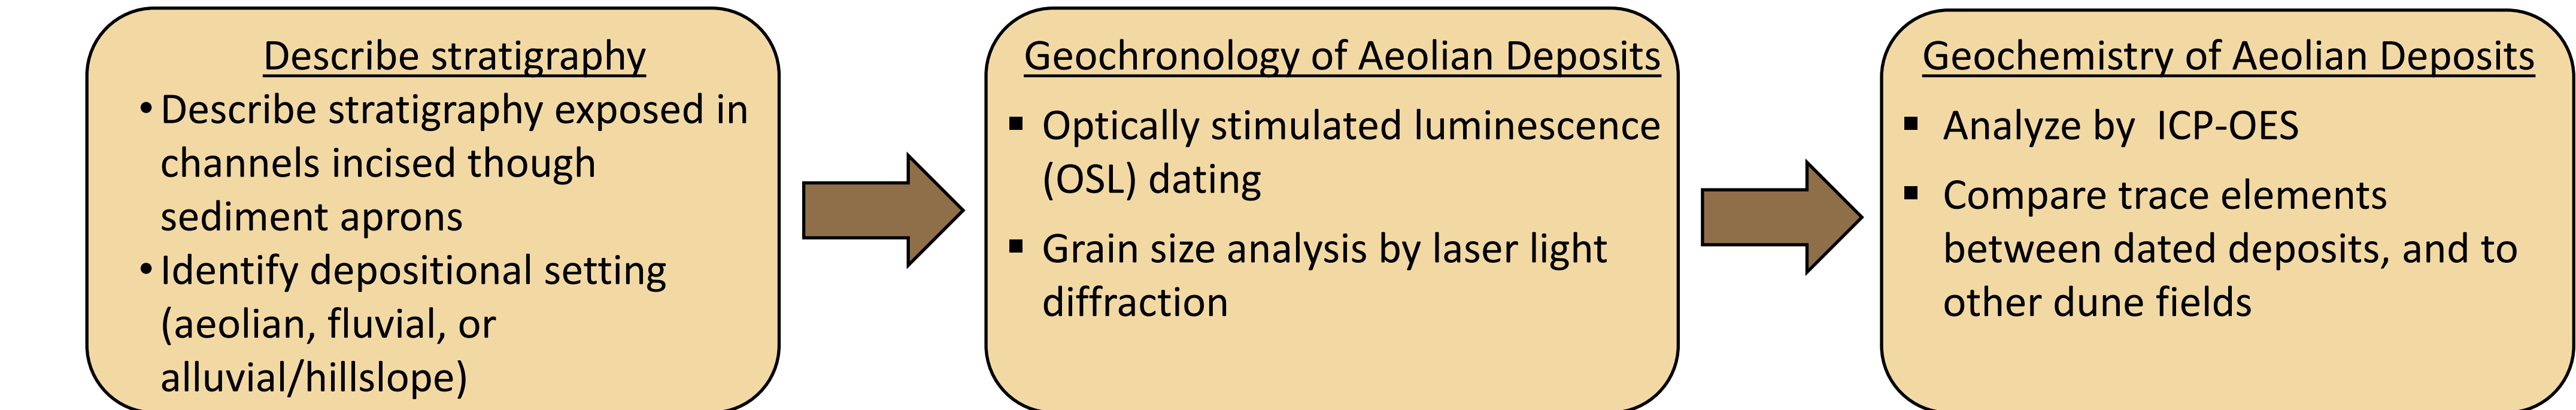 Describe stratigraphy
•Describe stratigraphy exposed in
channels incised though
sediment aprons
•Identify depositional setting
(aeolian, fluvial, or
alluvial/hillslope)
Geochronology of Aeolian Deposits
▪ Optically stimulated luminescence
(OSL) dating
▪ Grain size analysis by laser light
diffraction
Geochemistry of Aeolian Deposits
▪ Analyze by  ICP-OES
▪ Compare trace elements
between dated deposits, and to
other dune fields